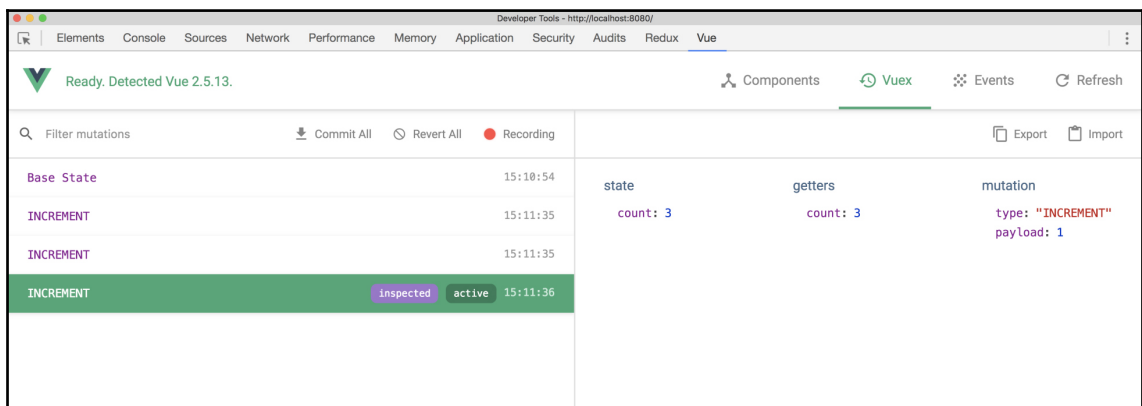 Developer Tools - http://localhost:8080/
Elements Console Sources Network Performance Memory Application Security Audits Redux Vue
Ready. Detected Vue 2.5.13.
Components Vuex Events Refresh
Filter mutations Commit All Revert All Recording
Export Import
Base State 15:10:54
INCREMENT 15:11:35
INCREMENT 15:11:35
INCREMENT inspected active 15:11:36
state getters mutation
count: 3 count: 3 type: "INCREMENT"
payload: 1